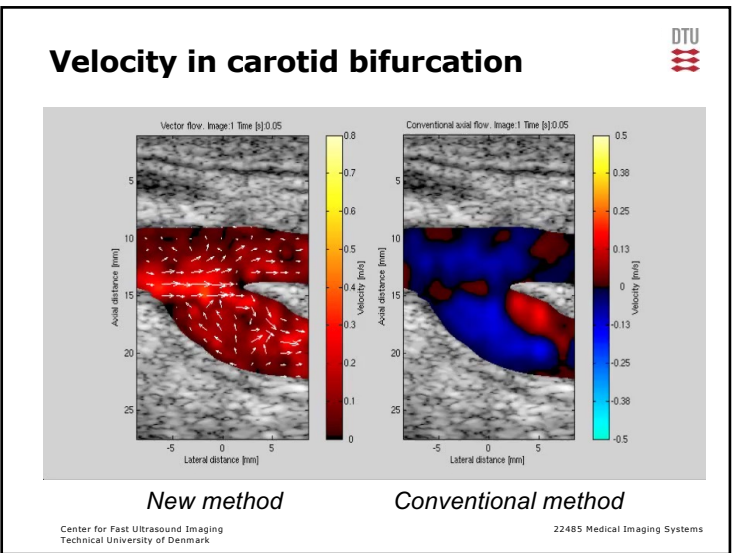 DTU
Velocity in carotid bifurcation
Vector flow. Image:1 Time [s]:0.05
5
10
15
20
25
Axial distance [mm]
-5 0 5
Lateral distance [mm]
0.8
0.7
0.6
0.5
0.4
0.3
0.2
0.1
0
Velocity [m/s]
Conventional axial flow. Image:1 Time [s]:0.05
5
10
15
20
25
Axial distance [mm]
-5 0 5
Lateral distance [mm]
0.5
0.38
0.25
0.13
0
-0.13
-0.25
-0.38
-0.5
Velocity [m/s]
New method
Conventional method
Center for Fast Ultrasound Imaging
Technical University of Denmark
22485 Medical Imaging Systems